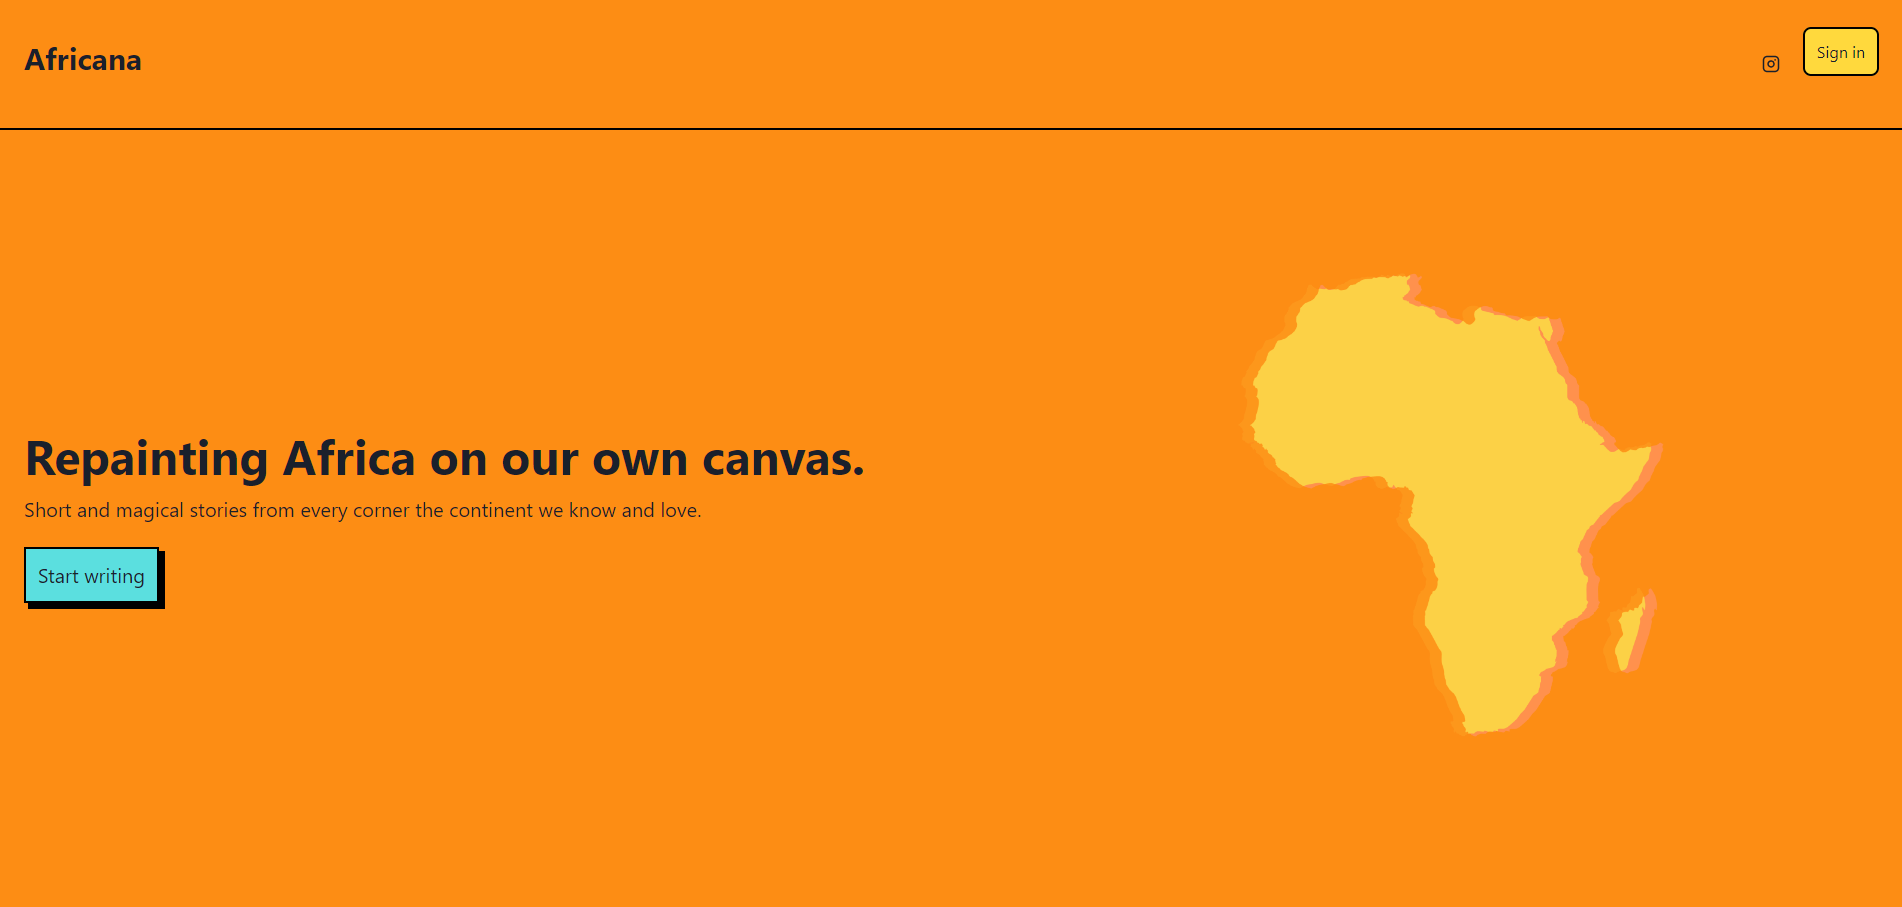 Africana
Sign in
Repainting Africa on our own canvas.
Short and magical stories from every corner the continent we know and love.
Start writing